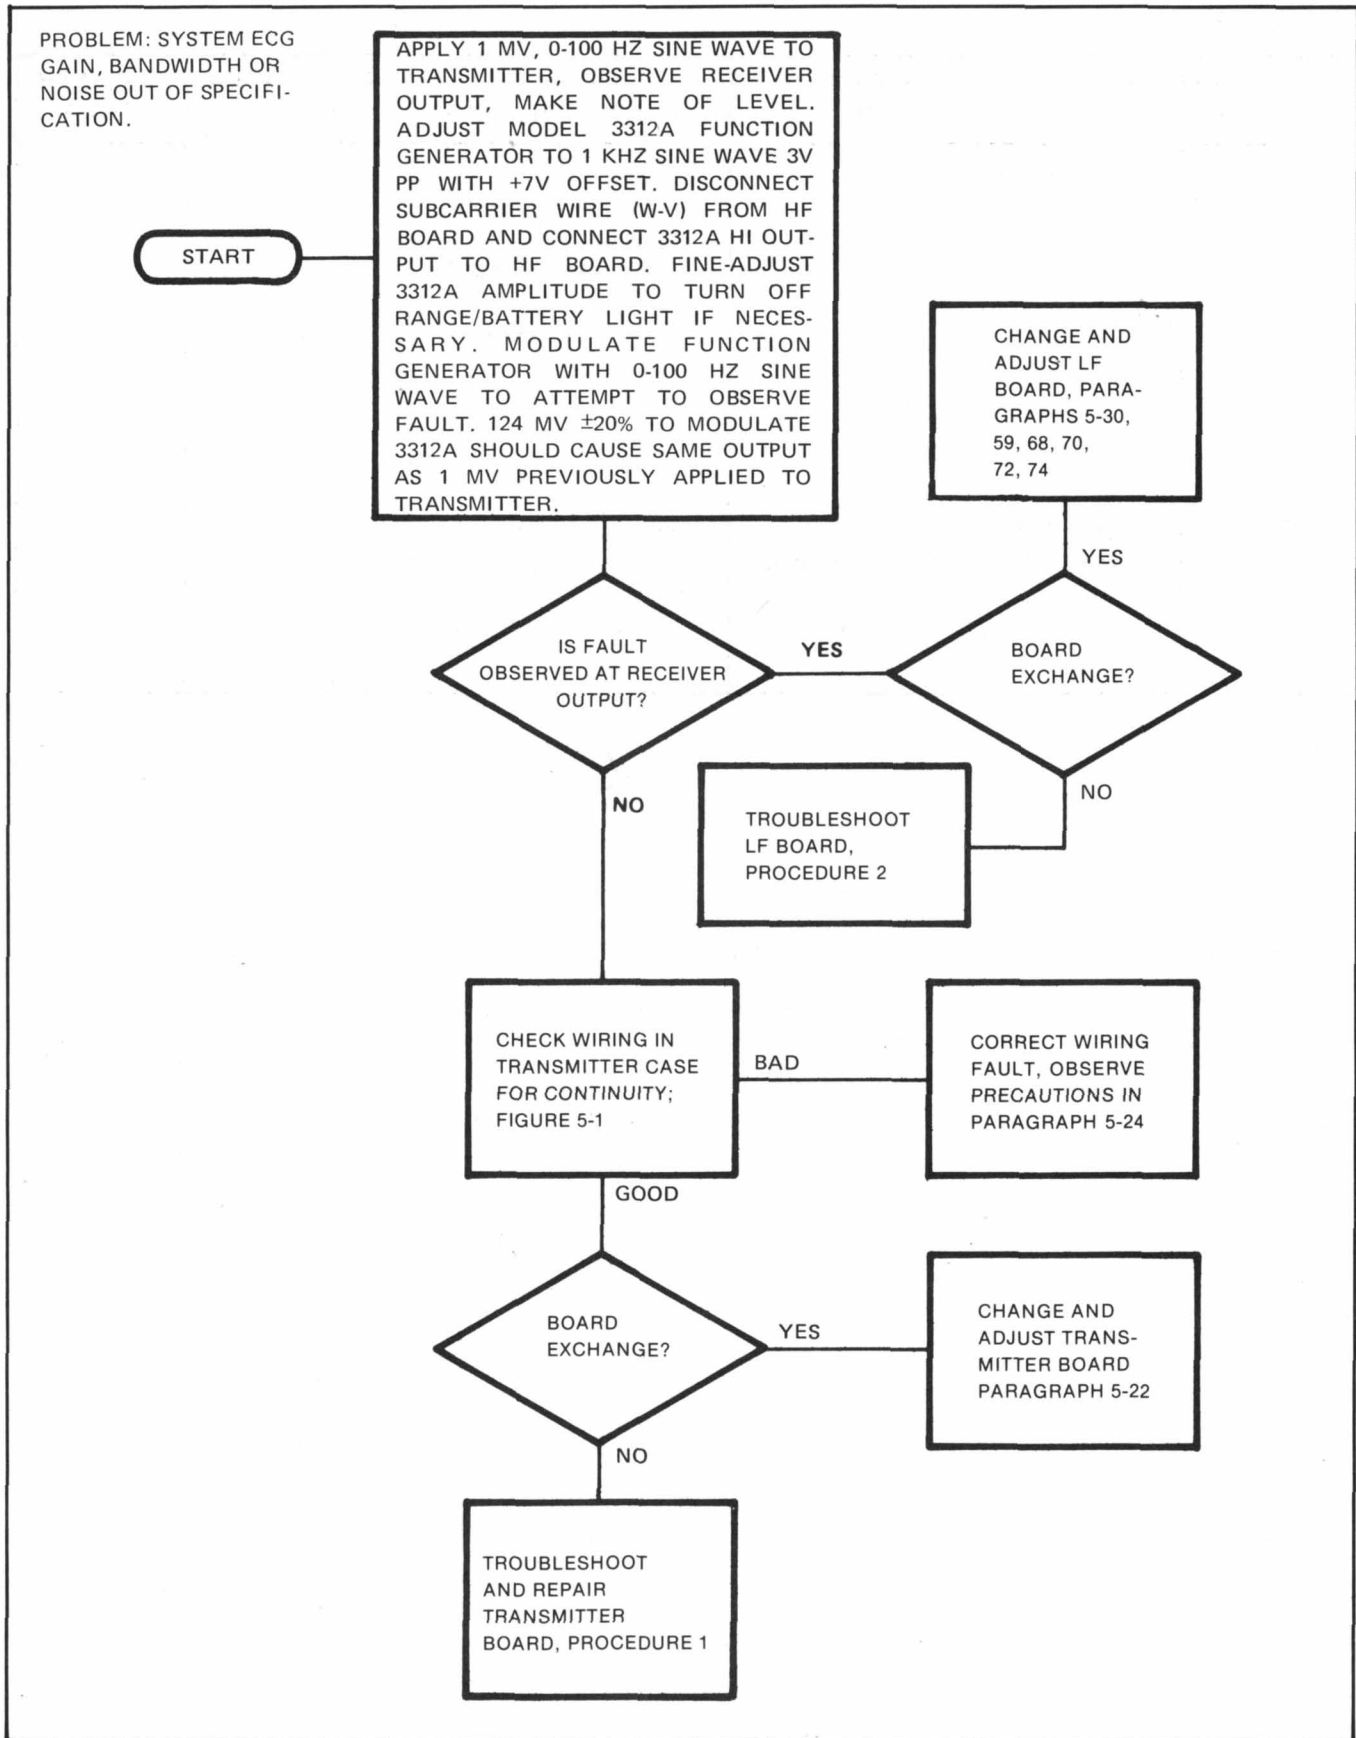 PROBLEM: SYSTEM ECG
GAIN, BANDWIDTH OR
NOISE OUT OF SPECIFI-
CATION.
START
APPLY 1 MV, 0-100 HZ SINE WAVE TO
TRANSMITTER, OBSERVE RECEIVER
OUTPUT, MAKE NOTE OF LEVEL.
ADJUST MODEL 3312A FUNCTION
GENERATOR TO 1 KHZ SINE WAVE 3V
PP WITH +7V OFFSET. DISCONNECT
SUBCARRIER WIRE (W-V) FROM HF
BOARD AND CONNECT 3312A HI OUT-
PUT TO HF BOARD. FINE-ADJUST
3312A AMPLITUDE TO TURN OFF
RANGE/BATTERY LIGHT IF NECES-
SARY. MODULATE FUNCTION
GENERATOR WITH 0-100 HZ SINE
WAVE TO ATTEMPT TO OBSERVE
FAULT. 124 MV ±20% TO MODULATE
3312A SHOULD CAUSE SAME OUTPUT
AS 1 MV PREVIOUSLY APPLIED TO
TRANSMITTER.
CHANGE AND
ADJUST LF
BOARD, PARA-
GRAPHS 5-30,
59, 68, 70,
72, 74
YES
IS FAULT
OBSERVED AT RECEIVER
OUTPUT?
YES
BOARD
EXCHANGE?
NO
NO
TROUBLESHOOT
LF BOARD,
PROCEDURE 2
CHECK WIRING IN
TRANSMITTER CASE
FOR CONTINUITY;
FIGURE 5-1
BAD
CORRECT WIRING
FAULT, OBSERVE
PRECAUTIONS IN
PARAGRAPH 5-24
GOOD
BOARD
EXCHANGE?
YES
CHANGE AND
ADJUST TRANS-
MITTER BOARD
PARAGRAPH 5-22
NO
TROUBLESHOOT
AND REPAIR
TRANSMITTER
BOARD, PROCEDURE 1